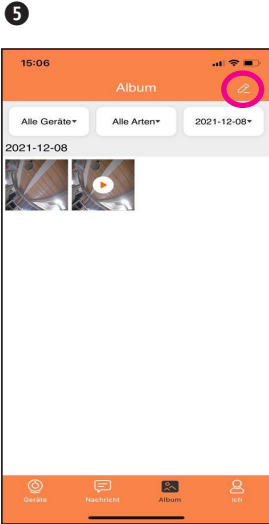 5
15:06
Album
Alle Geräte Alle Arten 2021-12-08
2021-12-08
Geräte Nachricht Album Ich